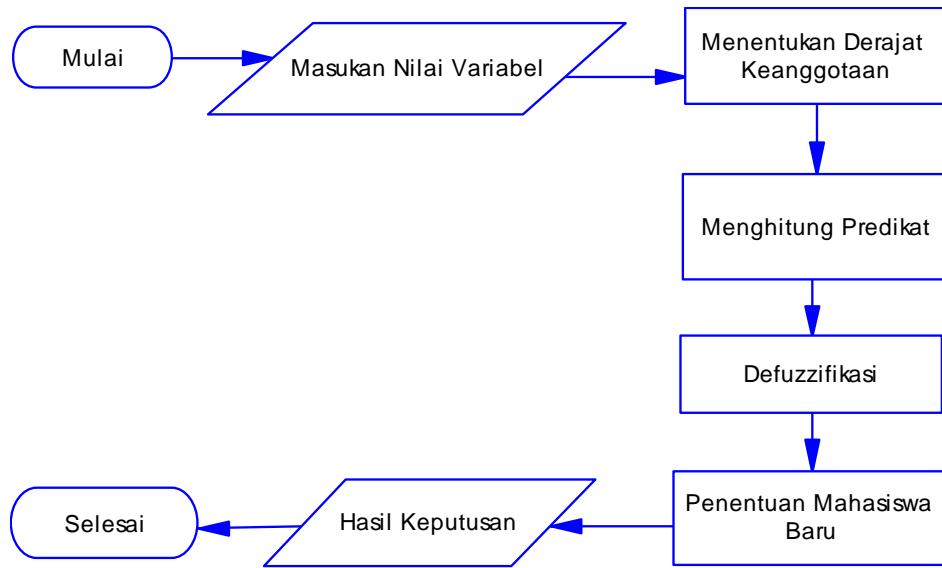 Mulai
Masukan Nilai Variabel
Menentukan Derajat
Keanggotaan
Menghitung Predikat
Defuzzifikasi
Penentuan Mahasiswa
Baru
Hasil Keputusan
Selesai